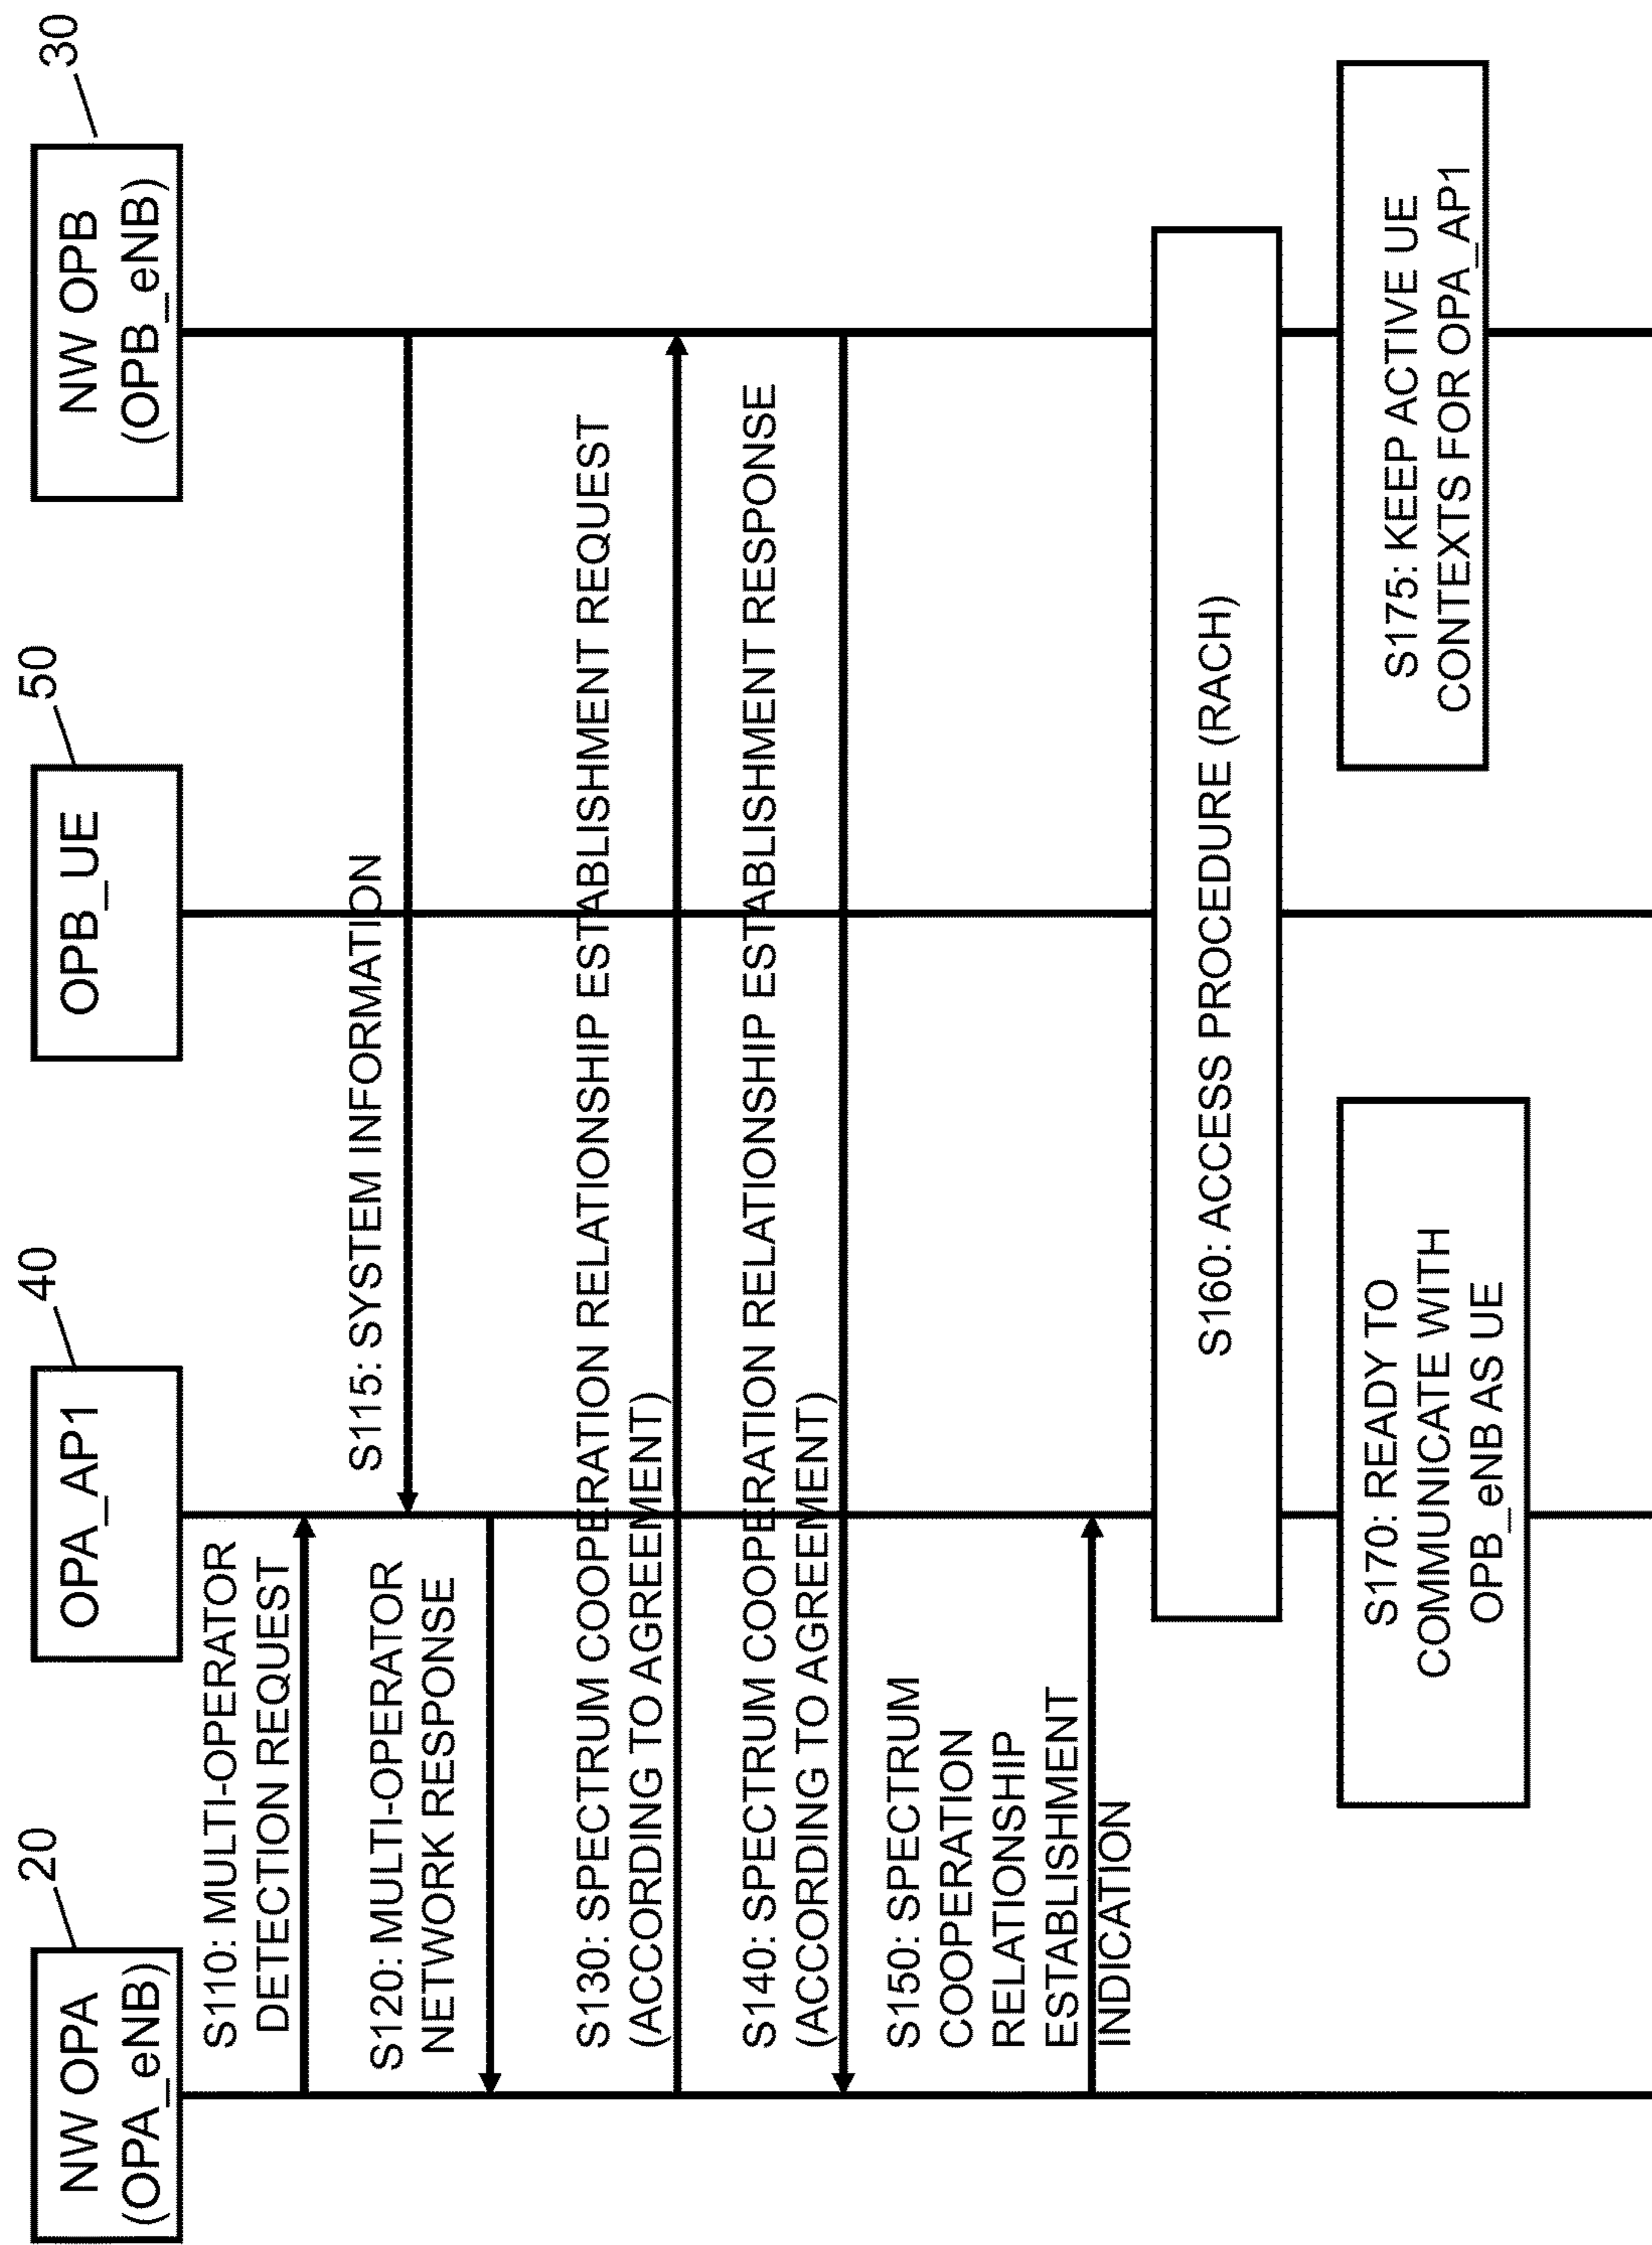 20
NW OPA
(OPA_eNB)
40
OPA_AP1
50
OPB_UE
30
NW OPB
(OPB_eNB)
S110: MULTI-OPERATOR
DETECTION REQUEST
S115: SYSTEM INFORMATION
S120: MULTI-OPERATOR
NETWORK RESPONSE
S130: SPECTRUM COOPERATION RELATIONSHIP ESTABLISHMENT REQUEST
(ACCORDING TO AGREEMENT)
S140: SPECTRUM COOPERATION RELATIONSHIP ESTABLISHMENT RESPONSE
(ACCORDING TO AGREEMENT)
S150: SPECTRUM
COOPERATION
RELATIONSHIP
ESTABLISHMENT
INDICATION
S160: ACCESS PROCEDURE (RACH)
S170: READY TO
COMMUNICATE WITH
OPB_eNB AS UE
S175: KEEP ACTIVE UE
CONTEXTS FOR OPA_AP1